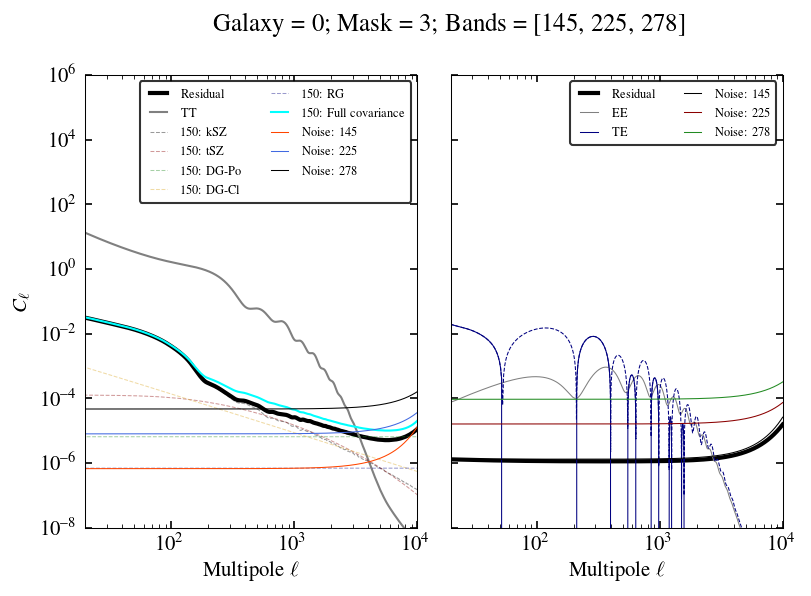 Galaxy = 0; Mask = 3; Bands = [145, 225, 278]
10^6
10^4
10^2
10^0
10^-2
10^-4
10^-6
10^-8
C_ℓ
Residual
TT
150: kSZ
150: tSZ
150: DG-Po
150: DG-Cl
150: RG
150: Full covariance
Noise: 145
Noise: 225
Noise: 278
10^2
10^3
10^4
Multipole ℓ
Residual
EE
TE
Noise: 145
Noise: 225
Noise: 278
10^2
10^3
10^4
Multipole ℓ